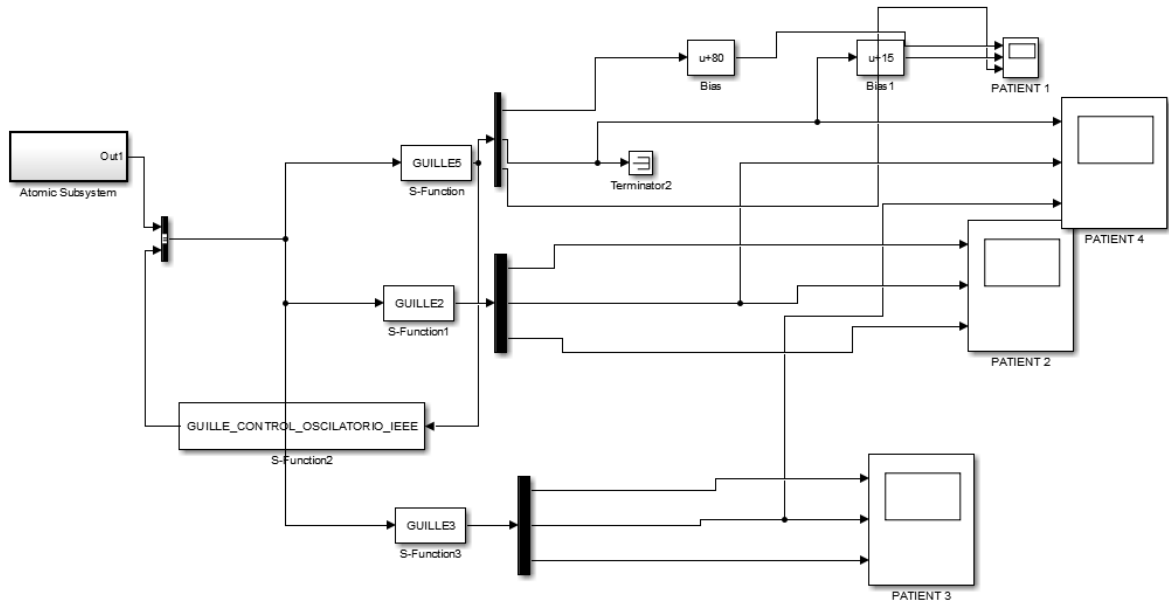 u+80
Bias
u+15
Bias1
PATIENT 1
Out1
Atomic Subsystem
GUILLE5
S-Function
Terminator2
PATIENT 4
GUILLE2
S-Function1
PATIENT 2
GUILLE_CONTROL_OSCILATORIO_IEEE
S-Function2
GUILLE3
S-Function3
PATIENT 3